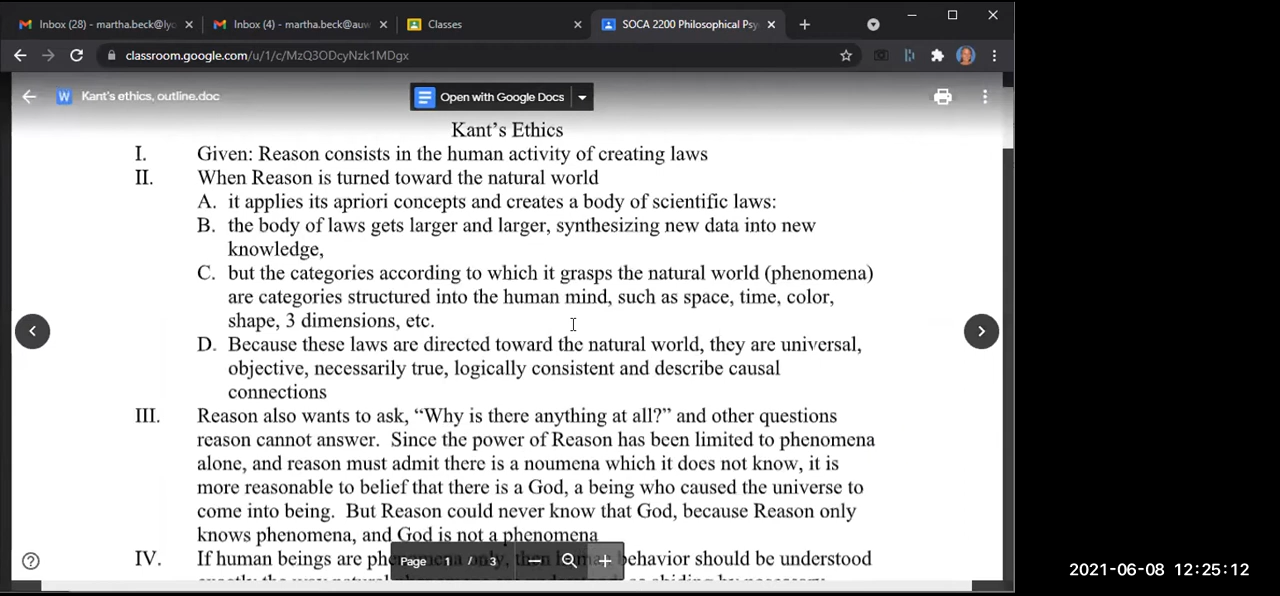 Inbox (28) - martha.beck@lyo
Inbox (4) - martha.beck@auw
Classes
SOCA 2200 Philosophical Psy
classroom.google.com/u/1/c/MzQ3ODcyNzk1MDgx
Kant's ethics, outline.doc
Open with Google Docs
Kant's Ethics
I. Given: Reason consists in the human activity of creating laws
II. When Reason is turned toward the natural world
A. it applies its apriori concepts and creates a body of scientific laws:
B. the body of laws gets larger and larger, synthesizing new data into new
knowledge,
C. but the categories according to which it grasps the natural world (phenomena)
are categories structured into the human mind, such as space, time, color,
shape, 3 dimensions, etc.
D. Because these laws are directed toward the natural world, they are universal,
objective, necessarily true, logically consistent and describe causal
connections
III. Reason also wants to ask, “Why is there anything at all?” and other questions
reason cannot answer. Since the power of Reason has been limited to phenomena
alone, and reason must admit there is a noumena which it does not know, it is
more reasonable to belief that there is a God, a being who caused the universe to
come into being. But Reason could never know that God, because Reason only
knows phenomena, and God is not a phenomena
IV. If human beings are phenomena only, then human behavior should be understood
Page 1 / 3
2021-06-08 12:25:12